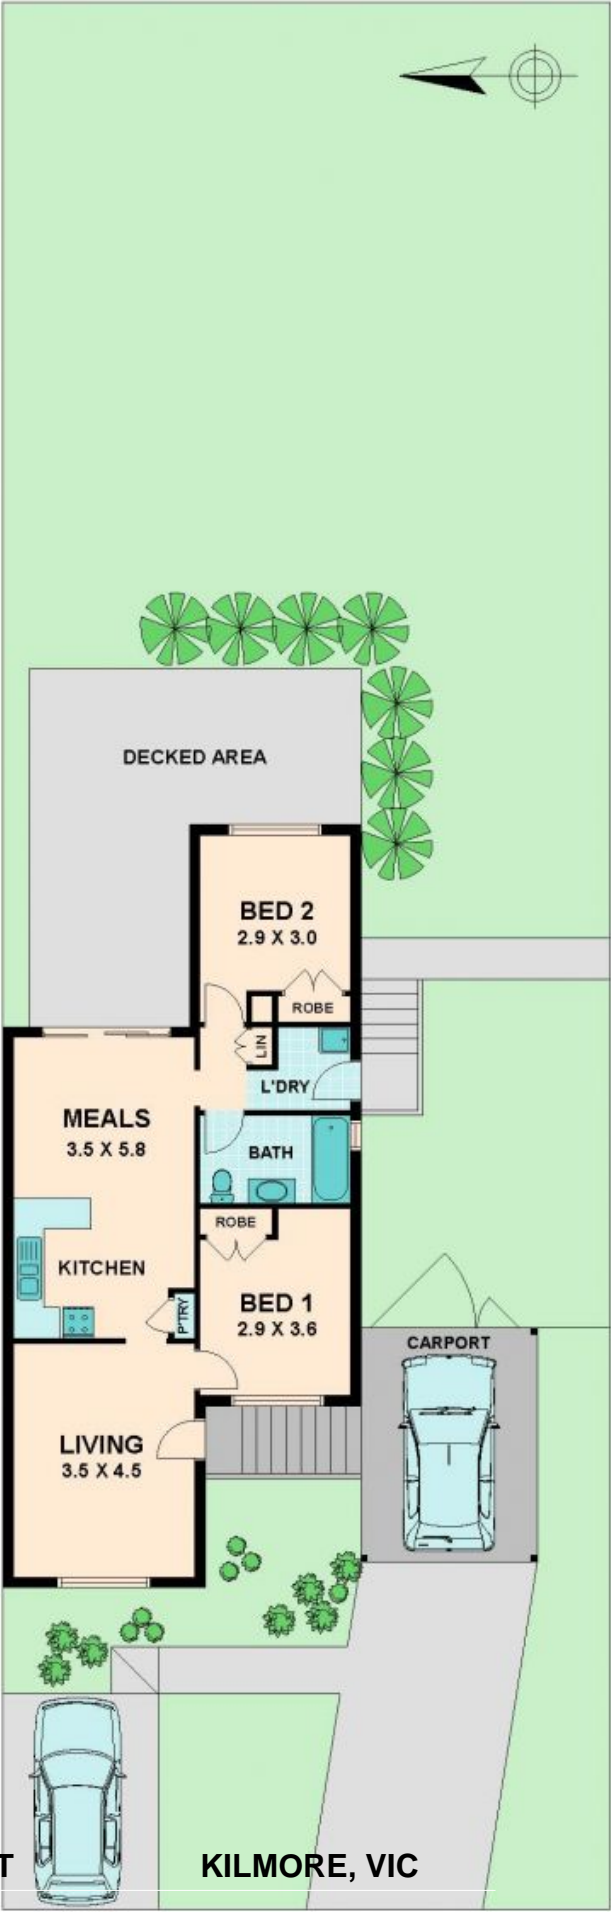 DECKED AREA
BED 2
2.9 X 3.0
ROBE
LIN
L'DRY
MEALS
3.5 X 5.8
BATH
ROBE
KITCHEN
P'TRY
BED 1
2.9 X 3.6
CARPORT
LIVING
3.5 X 4.5
T KILMORE, VIC